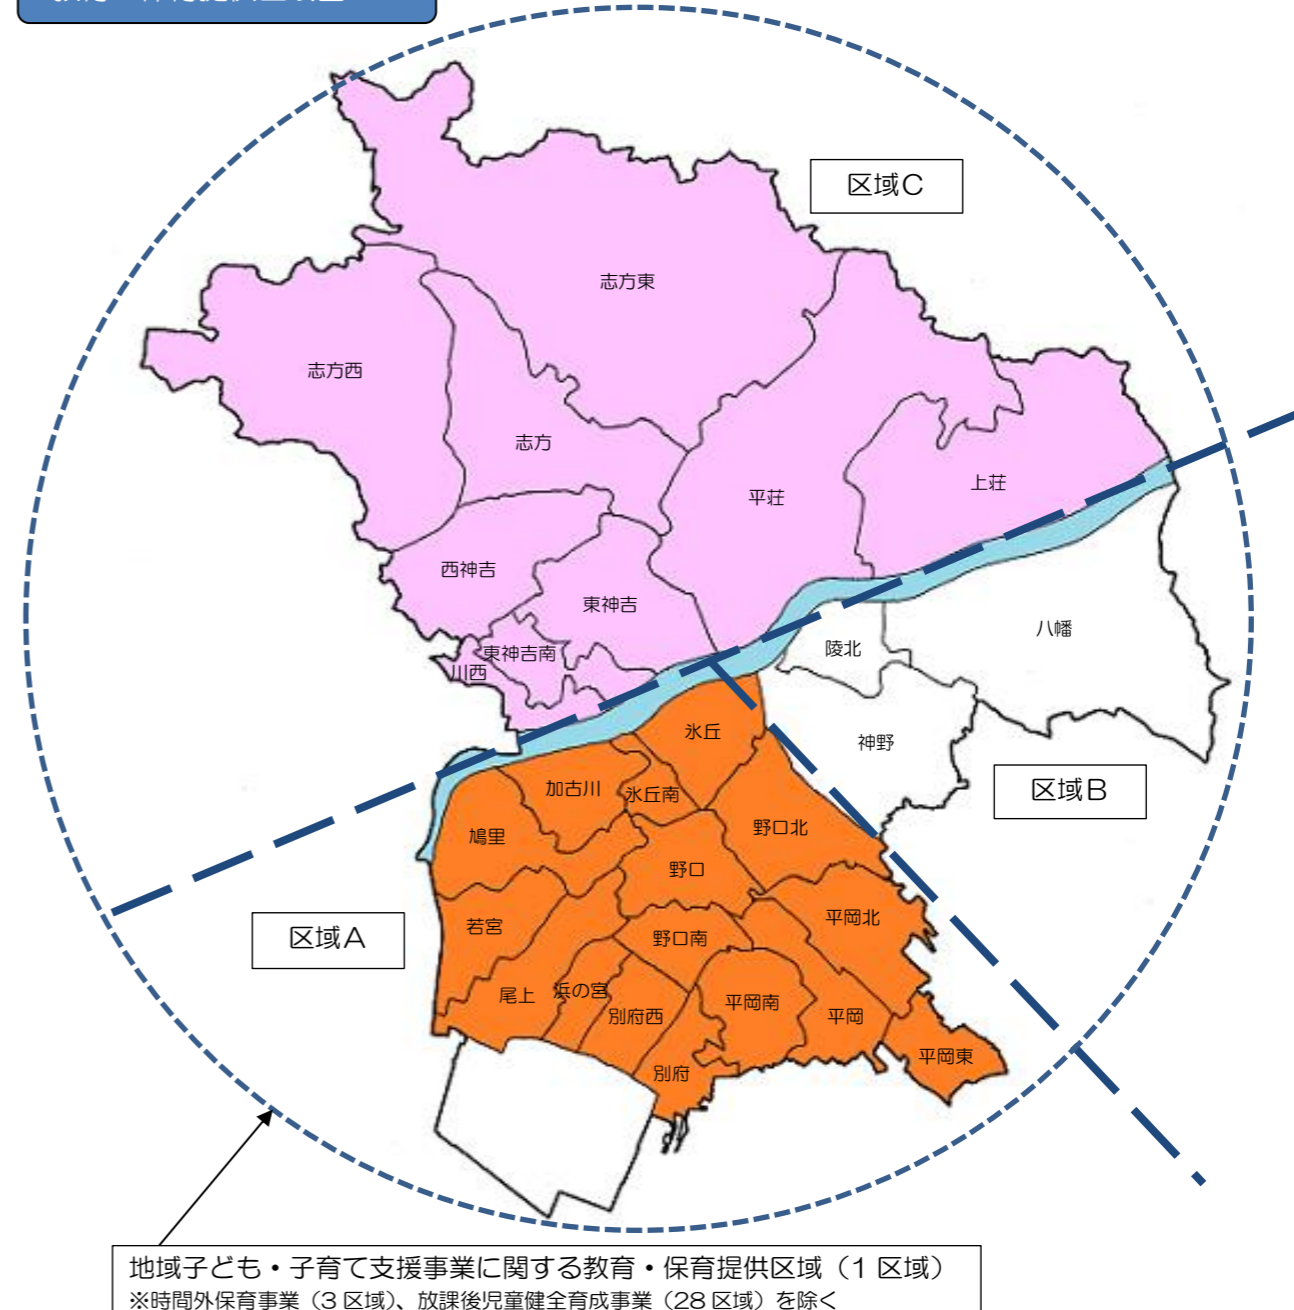 区域C
志方東
志方西
志方
平荘
上荘
西神吉
東神吉
八幡
陵北
東神吉南
川西
氷丘
神野
区域B
加古川
氷丘南
野口北
鳩里
野口
平岡北
若宮
区域A
野口南
尾上
浜の宮
別府西
平岡南
平岡
平岡東
別府
地域子ども・子育て支援事業に関する教育・保育提供区域（1 区域）
※時間外保育事業（3 区域）、放課後児童健全育成事業（28 区域）を除く